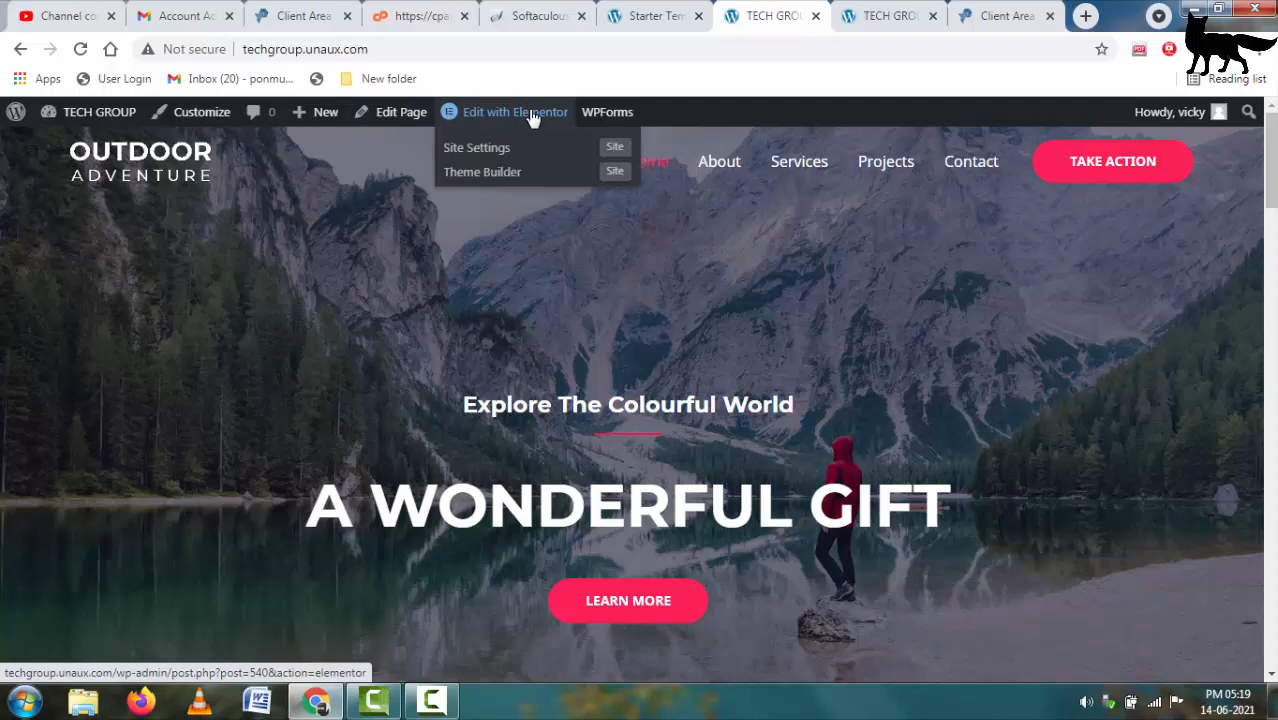 Channel co
Account Ac
Client Area
https://cpa
Softaculou
Starter Tem
TECH GROU
TECH GROU
Client Area
Not secure
techgroup.unaux.com
Apps
User Login
Inbox (20) - ponmu...
New folder
Reading list
TECH GROUP
Customize
0
New
Edit Page
Edit with Elementor
WPForms
Howdy, vicky
Site Settings
Site
Theme Builder
Site
OUTDOOR
ADVENTURE
About
Services
Projects
Contact
TAKE ACTION
Explore The Colourful World
A WONDERFUL GIFT
LEARN MORE
techgroup.unaux.com/wp-admin/post.php?post=540&action=elementor
PM 05:19
14-06-2021